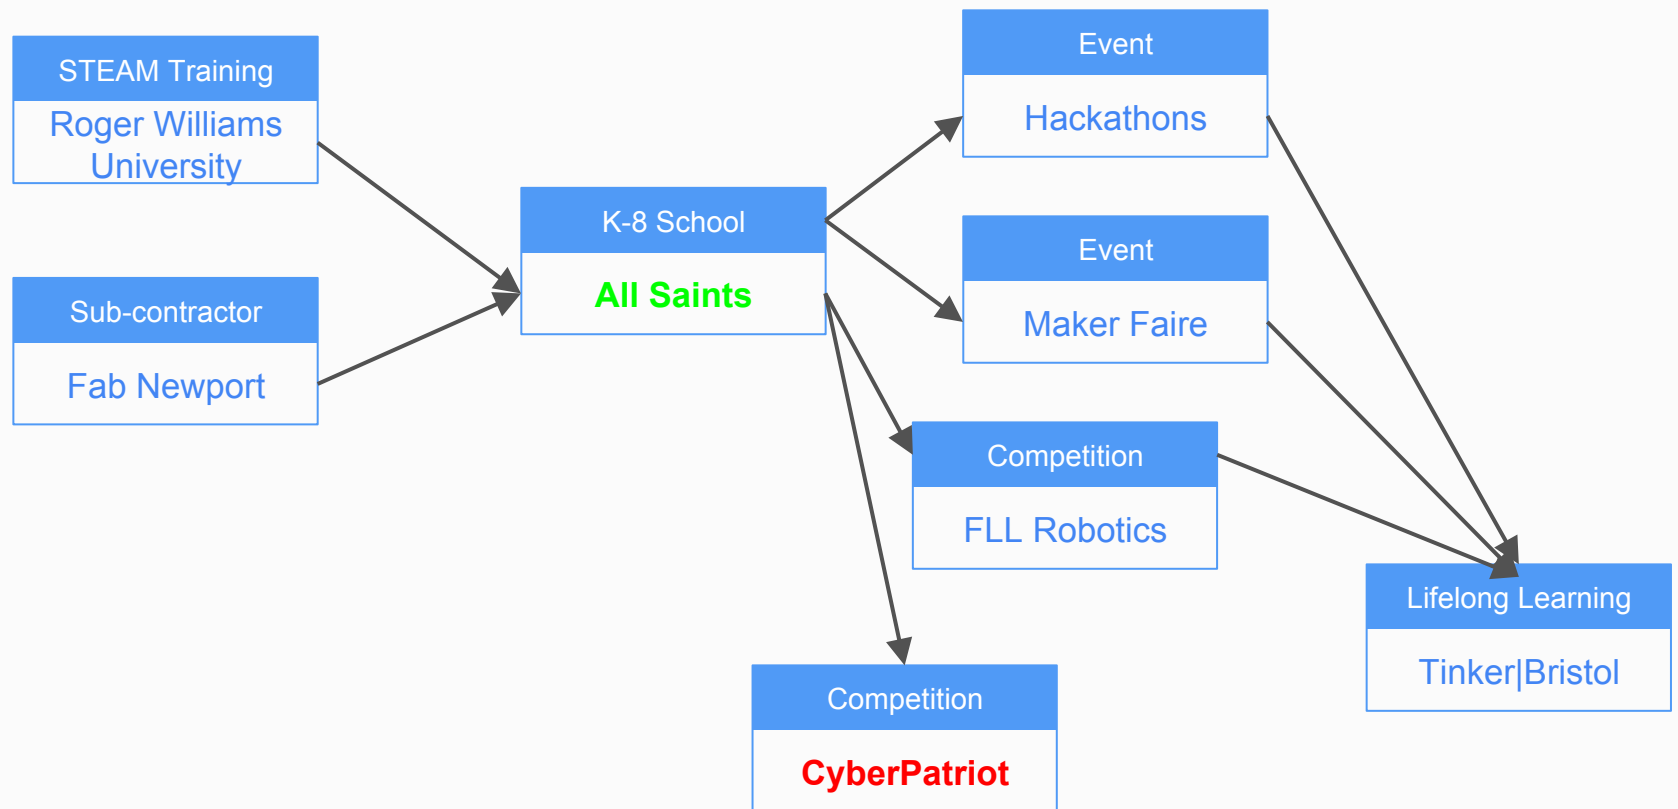 STEAM Training
Roger Williams
University
Sub-contractor
Fab Newport
K-8 School
All Saints
Event
Hackathons
Event
Maker Faire
Competition
FLL Robotics
Competition
CyberPatriot
Lifelong Learning
Tinker|Bristol